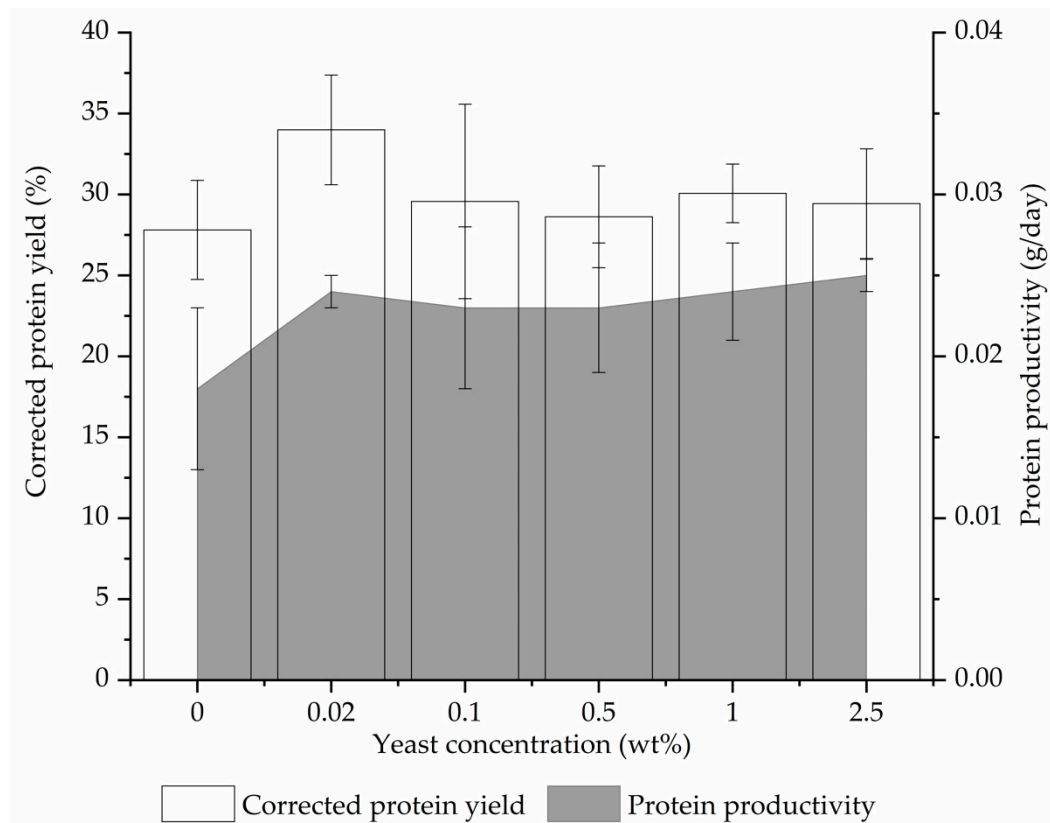 40
35
30
25
20
15
10
5
0
Corrected protein yield (%)
0.04
0.03
0.02
0.01
0.00
Protein productivity (g/day)
0 0.02 0.1 0.5 1 2.5
Yeast concentration (wt%)
Corrected protein yield Protein productivity